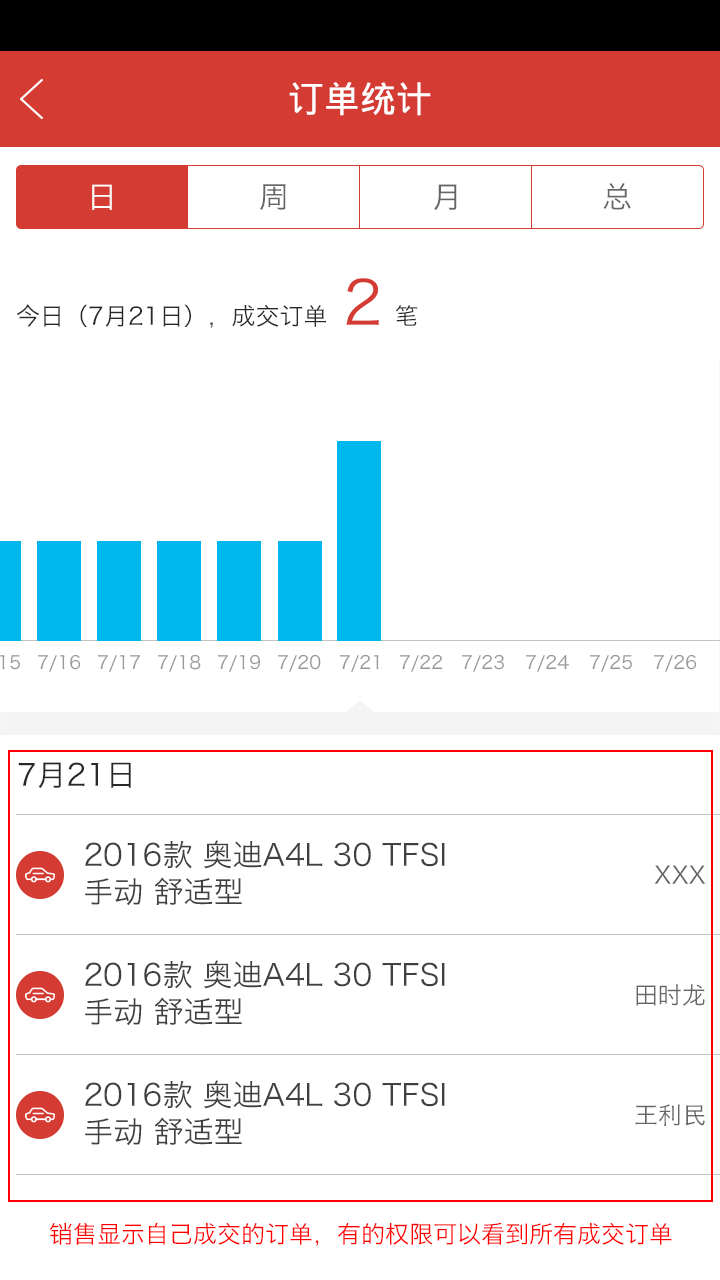 订单统计
日 周 月 总
今日（7月21日），成交订单 2 笔
15 7/16 7/17 7/18 7/19 7/20 7/21 7/22 7/23 7/24 7/25 7/26
7月21日
2016款 奥迪A4L 30 TFSI
手动 舒适型
XXX
2016款 奥迪A4L 30 TFSI
手动 舒适型
田时龙
2016款 奥迪A4L 30 TFSI
手动 舒适型
王利民
销售显示自己成交的订单，有的权限可以看到所有成交订单